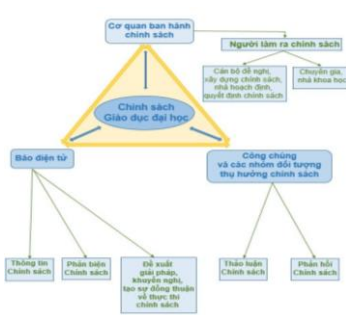 Cơ quan ban hành
chính sách
Người làm ra chính sách
Cán bộ đề nghị,
xây dựng chính sách,
nhà hoạch định,
quyết định chính sách
Chuyên gia,
nhà khoa học
Chính sách
Giáo dục đại học
Báo điện tử
Công chúng
và các nhóm đối tượng
thụ hưởng chính sách
Thông tin
Chính sách
Phản biện
Chính sách
Đề xuất
giải pháp,
khuyến nghị,
tạo sự đồng thuận
về thực thi
chính sách
Thảo luận
Chính sách
Phản hồi
Chính sách